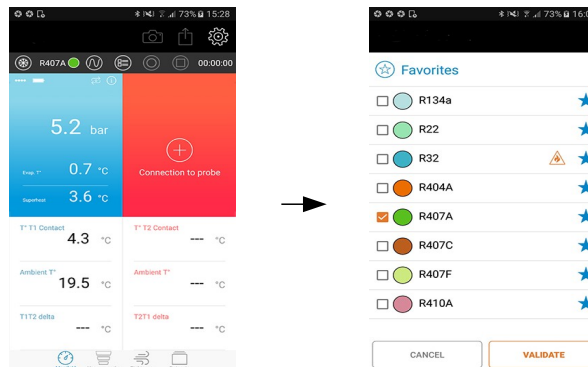 73% 15:28
R407A 00:00:00
5.2 bar
Evap. T° 0.7 °C
Superheat 3.6 °C
Connection to probe
T° T1 Contact
4.3 °C
T° T2 Contact
--- °C
Ambient T°
19.5 °C
Ambient T°
--- °C
T1T2 delta
--- °C
T2T1 delta
--- °C
73% 16:0
Favorites
R134a
R22
R32
R404A
R407A
R407C
R407F
R410A
CANCEL VALIDATE